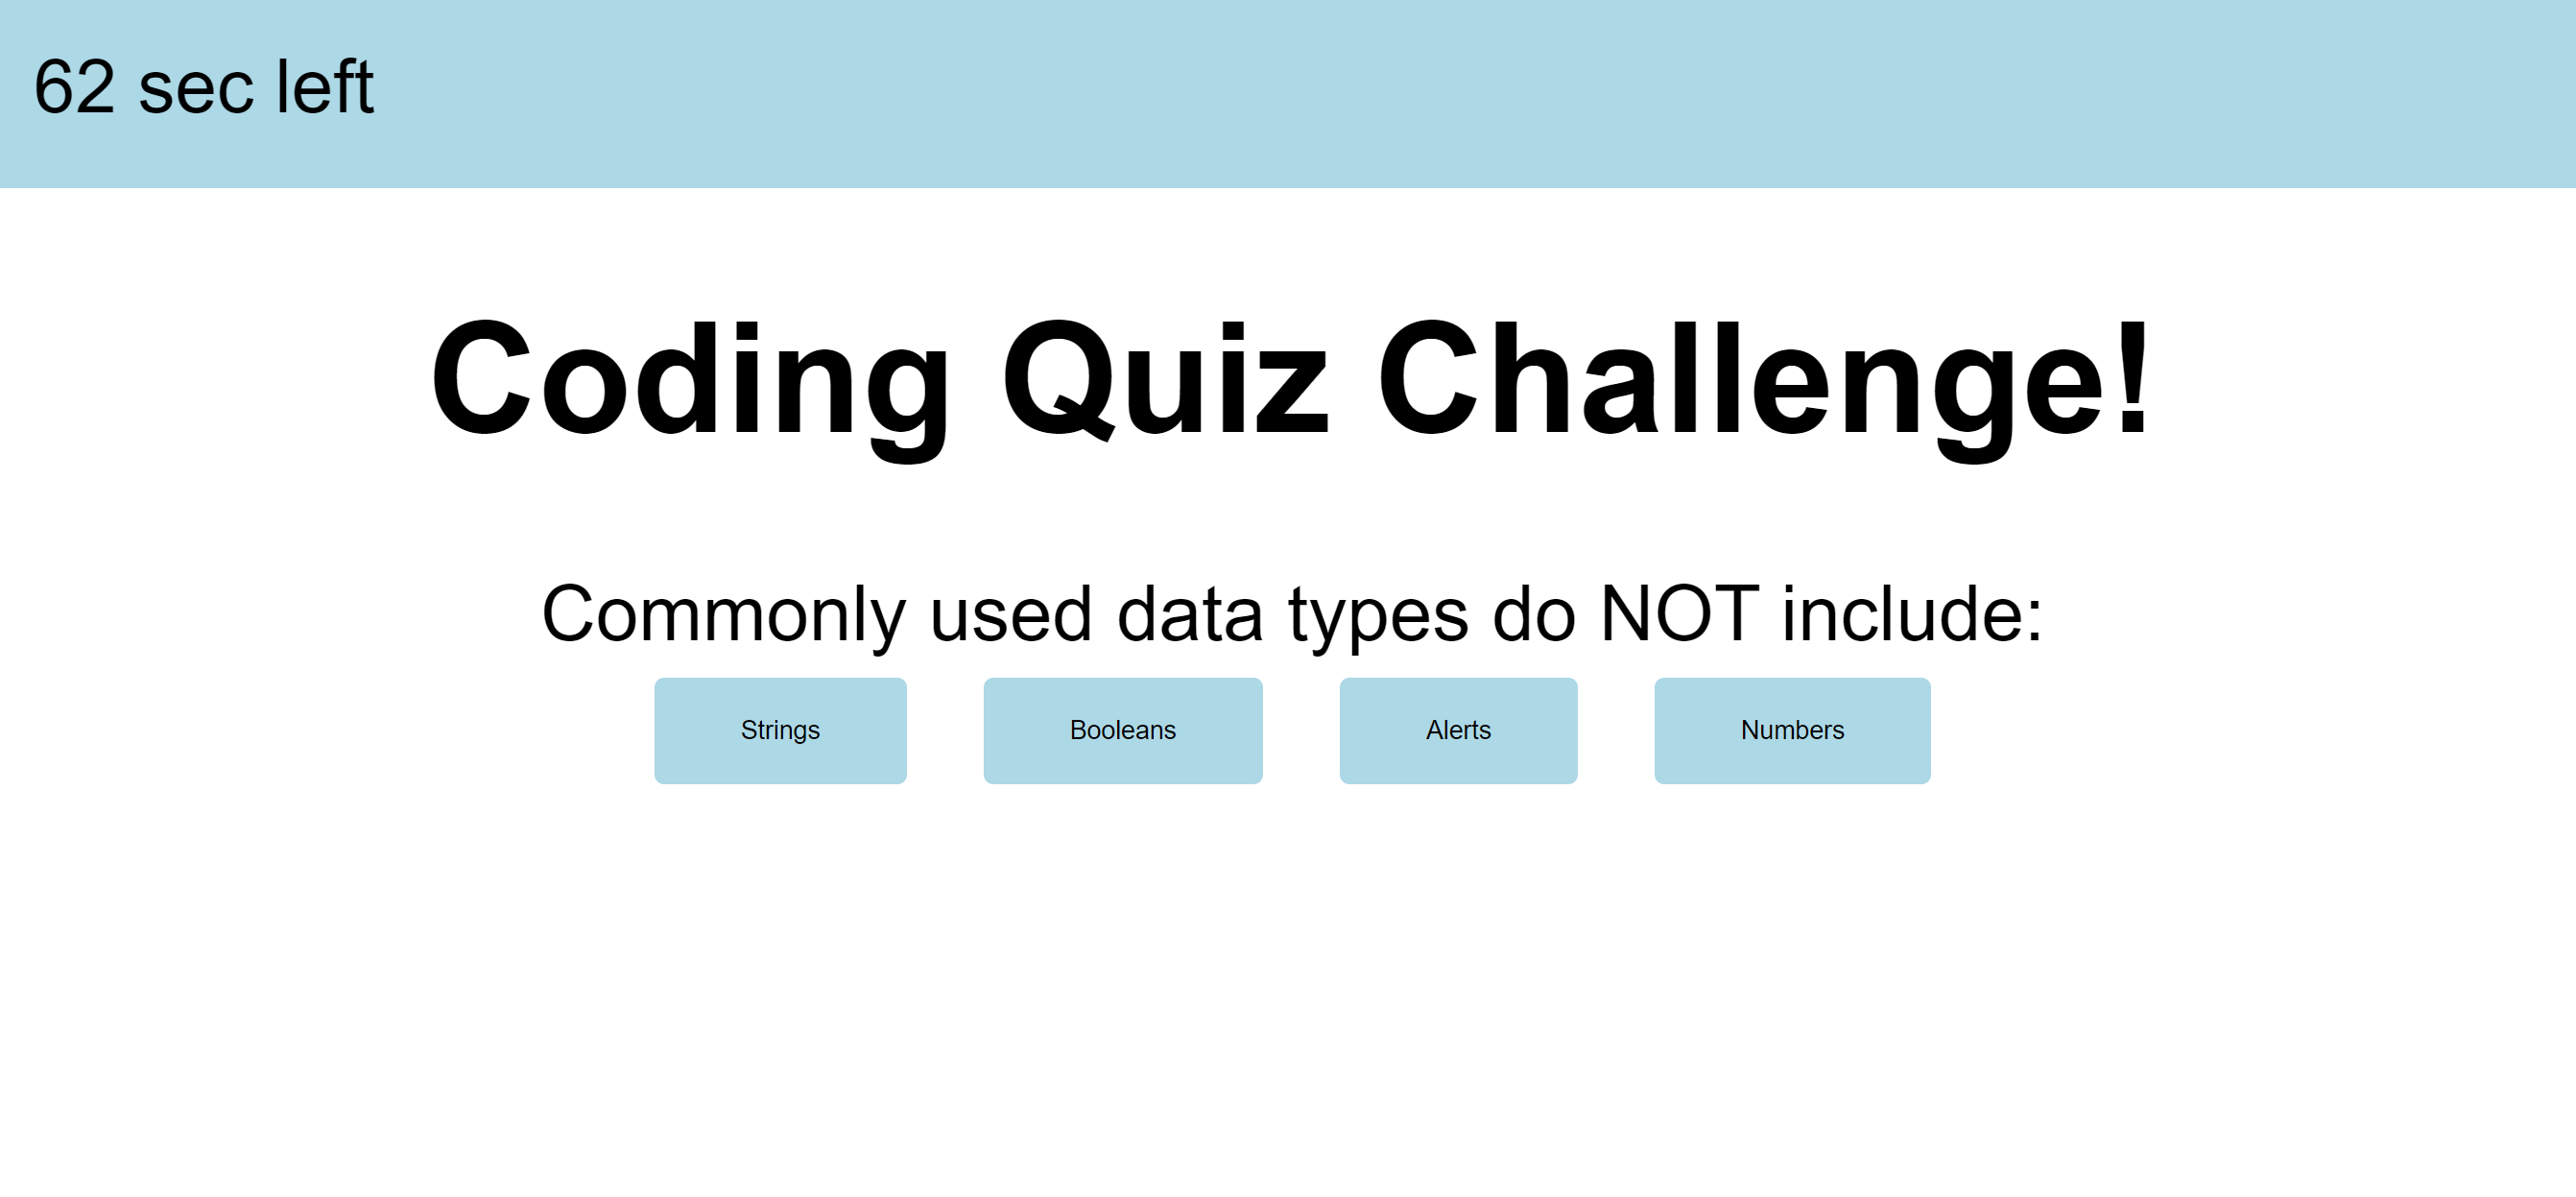 62 sec left
Coding Quiz Challenge!
Commonly used data types do NOT include:
Strings Booleans Alerts Numbers